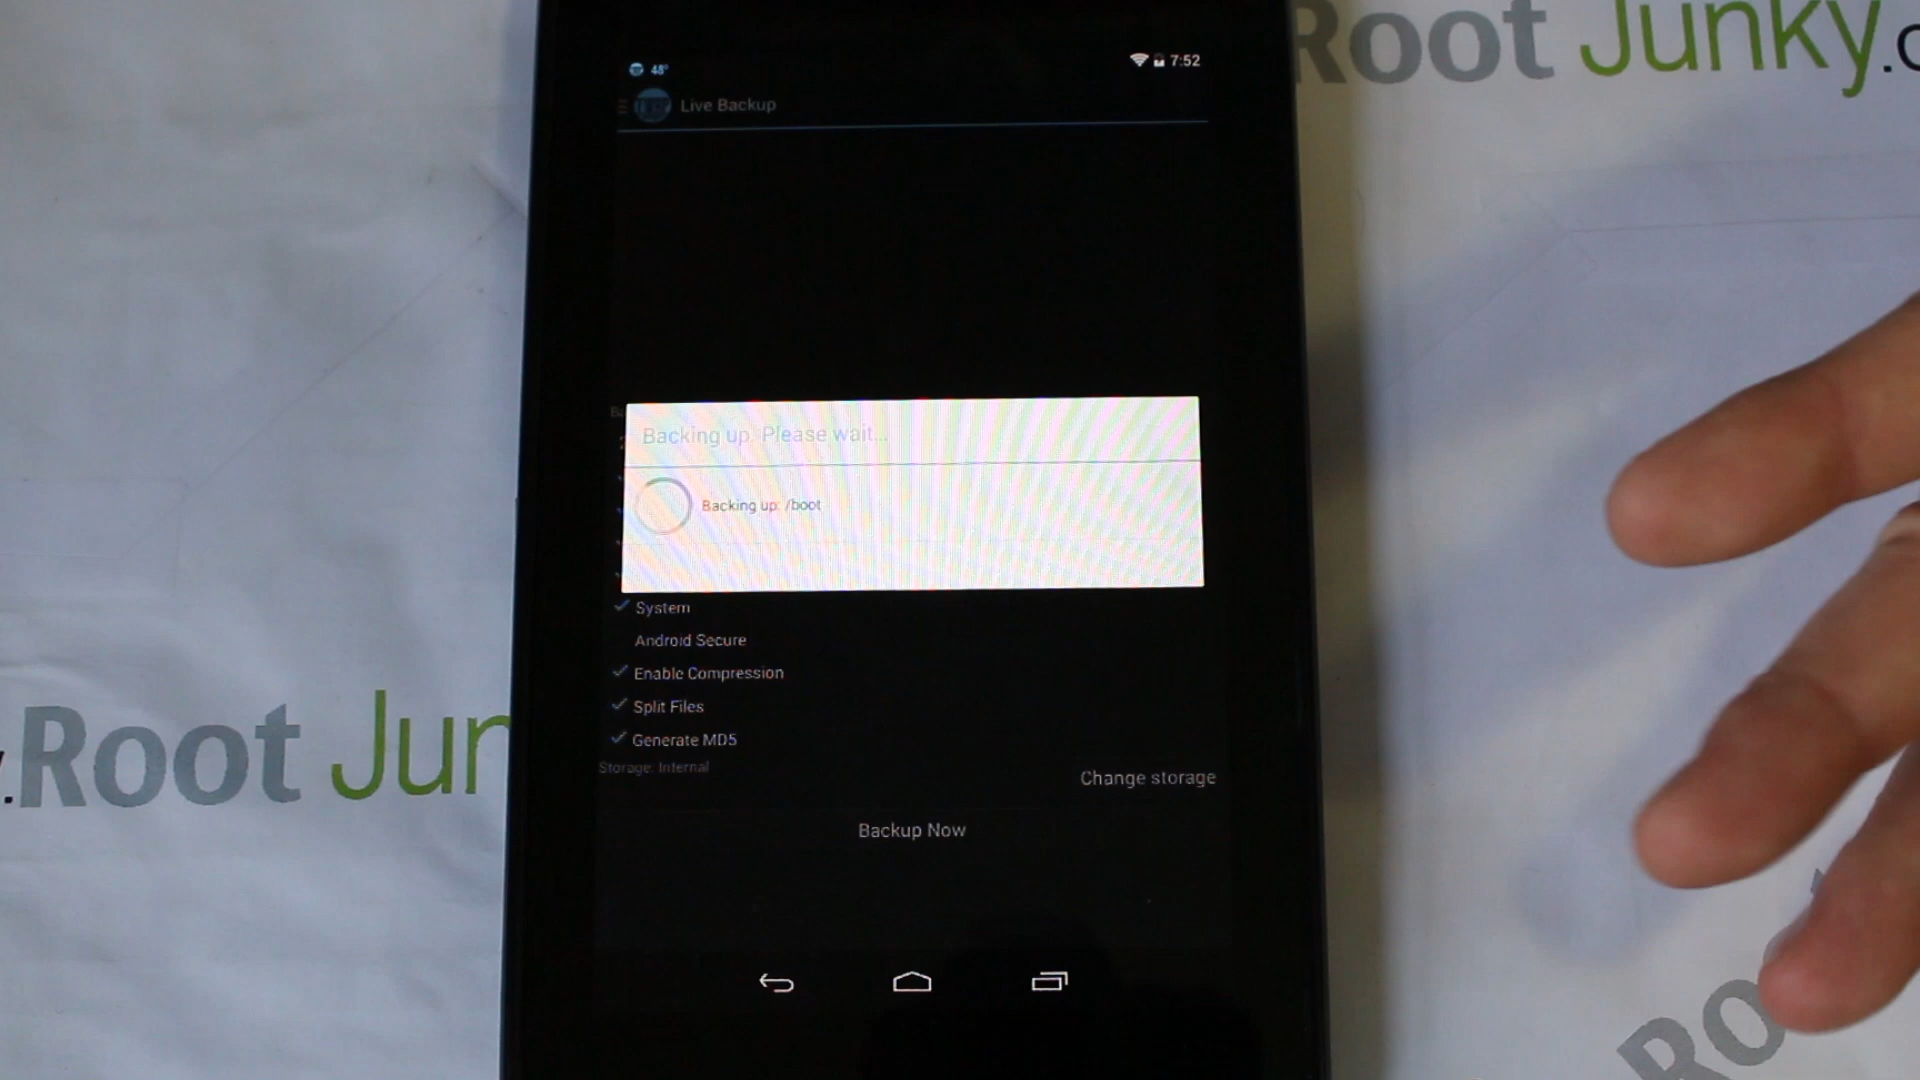 Root Junky.c
48°
7:52
Live Backup
Backing up. Please wait...
Backing up: /boot
System
Android Secure
Enable Compression
Split Files
Generate MD5
Storage: Internal
Change storage
Backup Now
.Root Jun
Ro